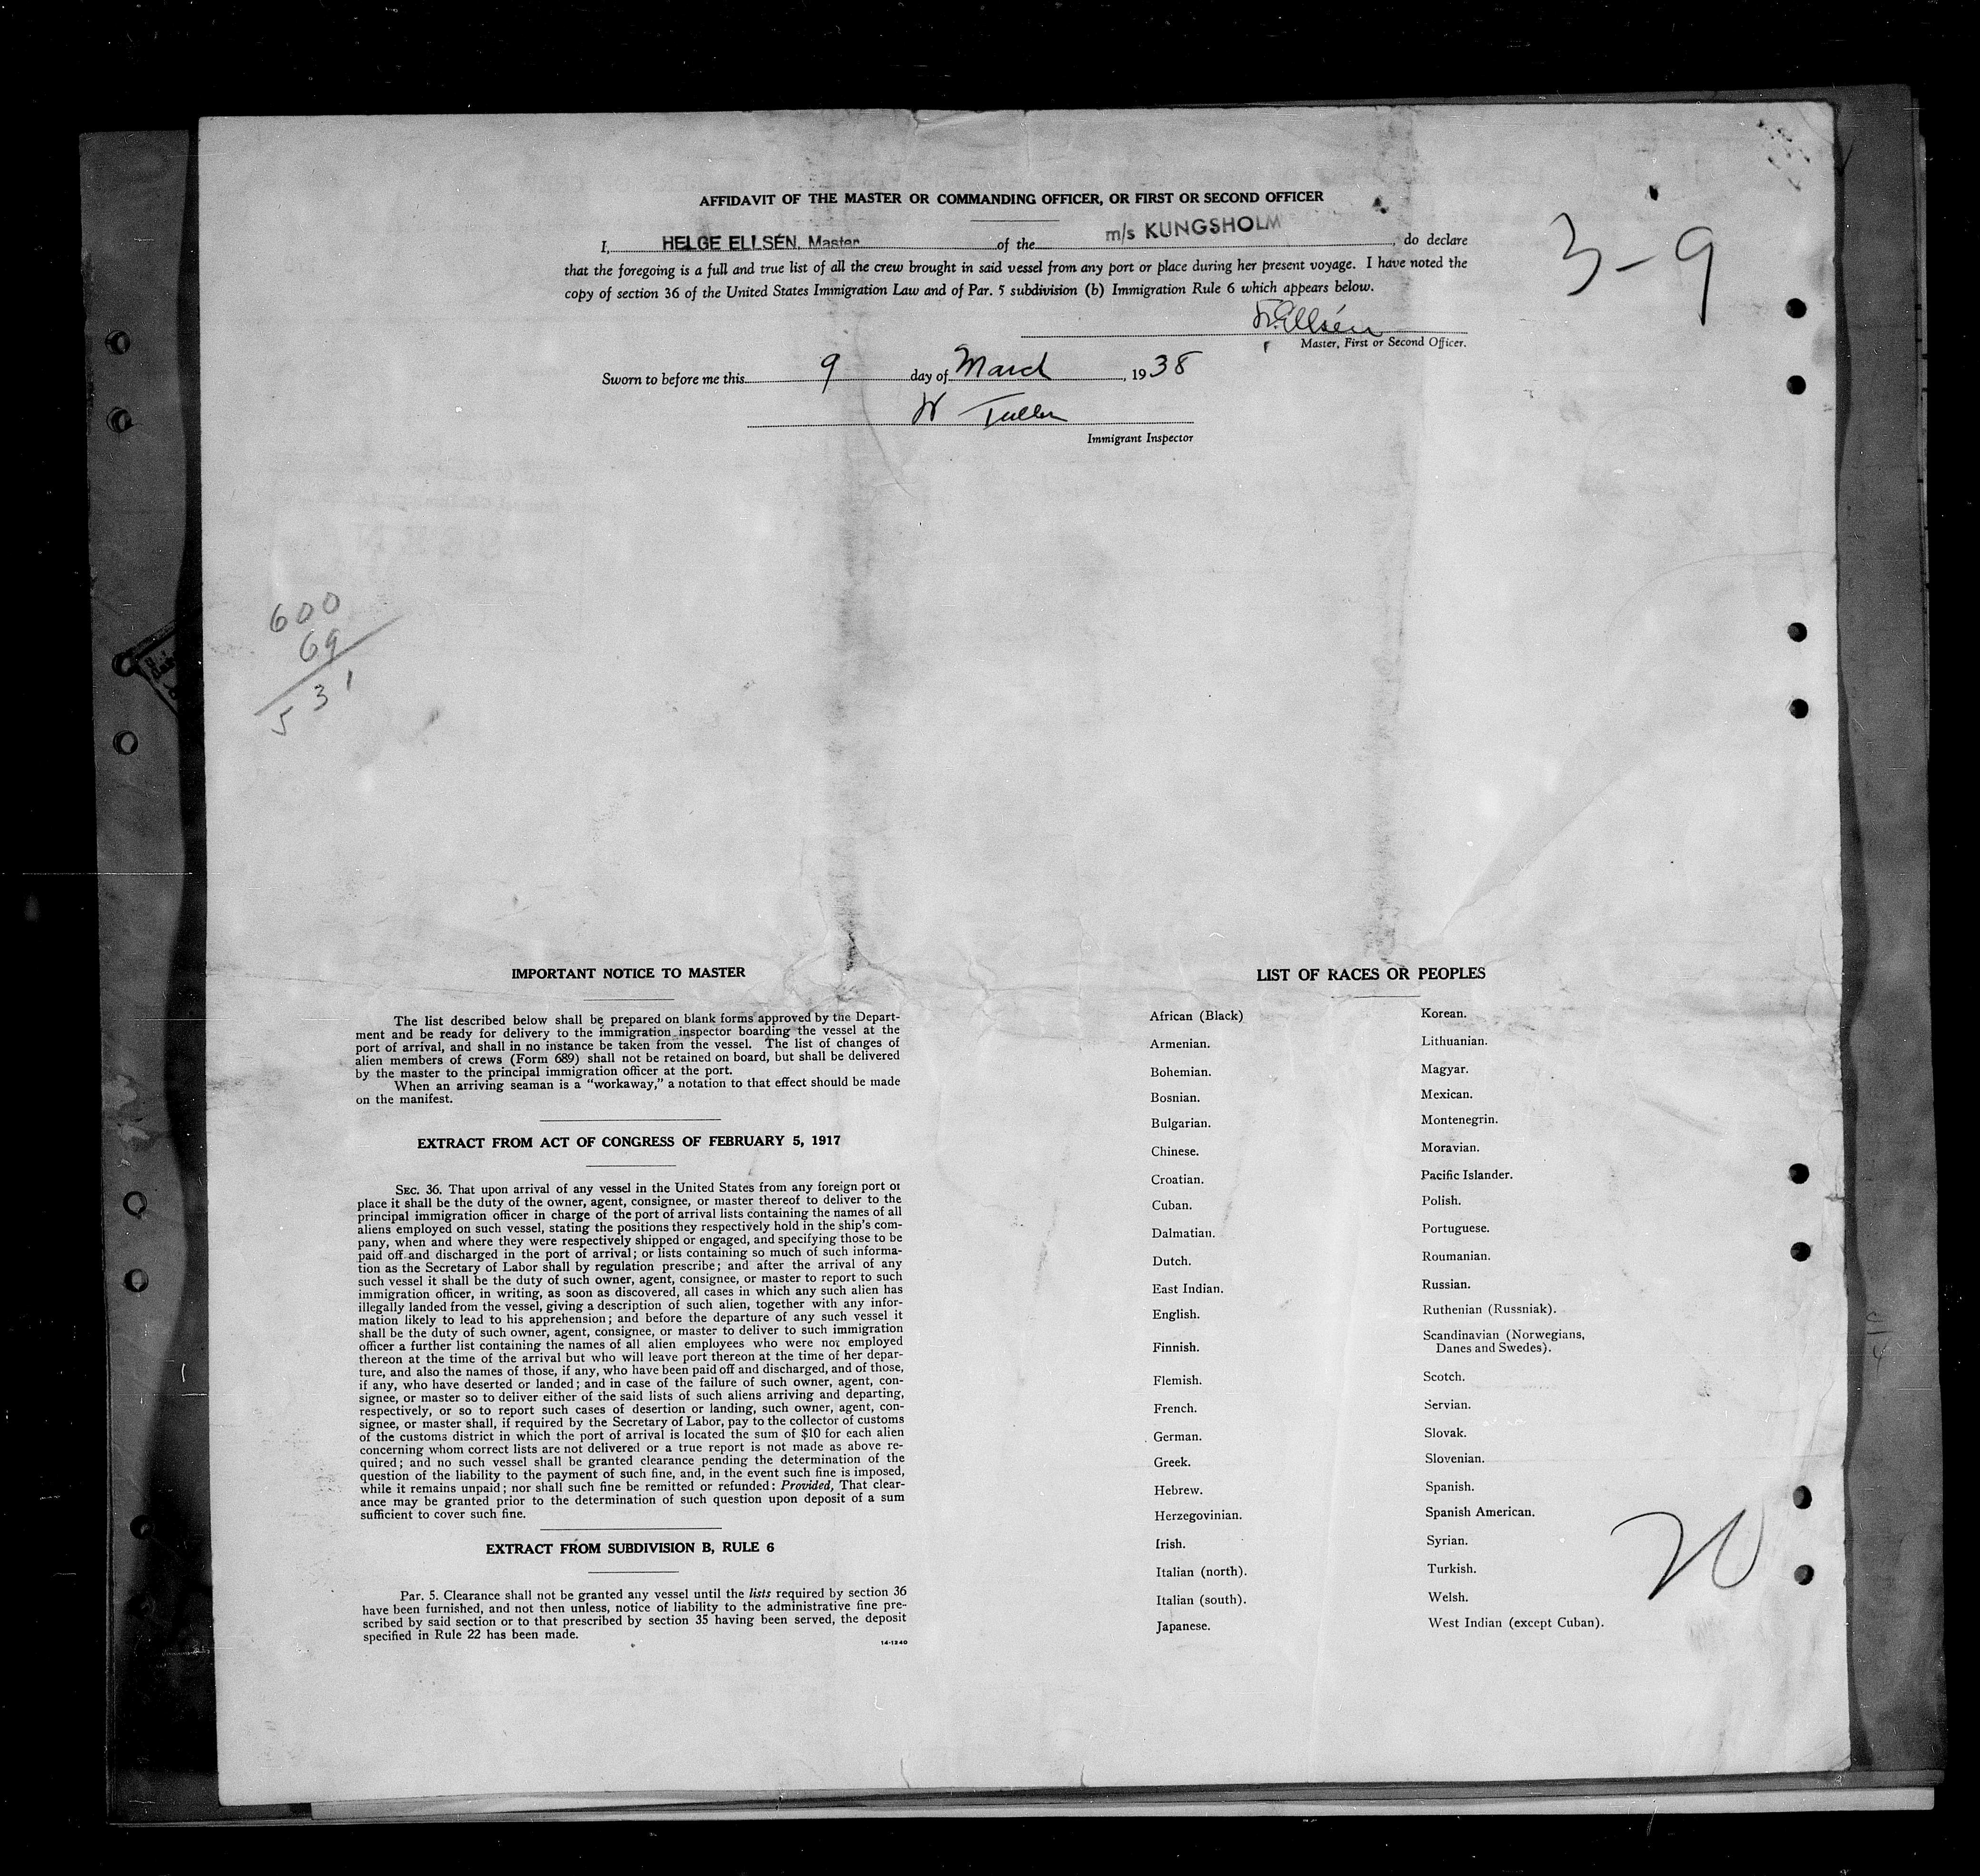 AFFIDAVIT OF THE MASTER OR COMMANDING OFFICER, OR FIRST OR SECOND OFFICER
I, HELGE ELLSÉN, Master of the m/s KUNGSHOLM, do declare
that the foregoing is a full and true list of all the crew brought in said vessel from any port or place during her present voyage. I have noted the
copy of section 36 of the United States Immigration Law and of Par. 5 subdivision (b) Immigration Rule 6 which appears below.
3-9
H. Ellsén
Master, First or Second Officer.
Sworn to before me this 9 day of March, 1938
Immigrant Inspector
600
69
531
IMPORTANT NOTICE TO MASTER
The list described below shall be prepared on blank forms approved by the Depart-
ment and be ready for delivery to the immigration inspector boarding the vessel at the
port of arrival, and shall in no instance be taken from the vessel. The list of changes of
alien members of crews (Form 689) shall not be retained on board, but shall be delivered
by the master to the principal immigration officer at the port.
When an arriving seaman is a "workaway," a notation to that effect should be made
on the manifest.
EXTRACT FROM ACT OF CONGRESS OF FEBRUARY 5, 1917
SEC. 36. That upon arrival of any vessel in the United States from any foreign port or
place it shall be the duty of the owner, agent, consignee, or master thereof to deliver to the
principal immigration officer in charge of the port of arrival lists containing the names of all
aliens employed on such vessel, stating the positions they respectively hold in the ship's com-
pany, when and where they were respectively shipped or engaged, and specifying those to be
paid off and discharged in the port of arrival; or lists containing so much of such informa-
tion as the Secretary of Labor shall by regulation prescribe; and after the arrival of any
such vessel it shall be the duty of such owner, agent, consignee, or master to report to such
immigration officer, in writing, as soon as discovered, all cases in which any such alien has
illegally landed from the vessel, giving a description of such alien, together with any infor-
mation likely to lead to his apprehension; and before the departure of any such vessel it
shall be the duty of such owner, agent, consignee, or master to deliver to such immigration
officer a further list containing the names of all alien employees who were not employed
thereon at the time of the arrival but who will leave port thereon at the time of her depar-
ture, and also the names of those, if any, who have been paid off and discharged, and of those,
if any, who have deserted or landed; and in case of the failure of such owner, agent, con-
signee, or master so to deliver either of the said lists of such aliens arriving and departing,
respectively, or so to report such cases of desertion or landing, such owner, agent, con-
signee, or master shall, if required by the Secretary of Labor, pay to the collector of customs
of the customs district in which the port of arrival is located the sum of $10 for each alien
concerning whom correct lists are not delivered or a true report is not made as above re-
quired; and no such vessel shall be granted clearance pending the determination of the
question of the liability to the payment of such fine, and, in the event such fine is imposed,
while it remains unpaid; nor shall such fine be remitted or refunded: Provided, That clear-
ance may be granted prior to the determination of such question upon deposit of a sum
sufficient to cover such fine.
EXTRACT FROM SUBDIVISION B, RULE 6
Par. 5. Clearance shall not be granted any vessel until the lists required by section 36
have been furnished, and not then unless, notice of liability to the administrative fine pre-
scribed by said section or to that prescribed by section 35 having been served, the deposit
specified in Rule 22 has been made.
14-1240
LIST OF RACES OR PEOPLES
African (Black)
Armenian.
Bohemian.
Bosnian.
Bulgarian.
Chinese.
Croatian.
Cuban.
Dalmatian.
Dutch.
East Indian.
English.
Finnish.
Flemish.
French.
German.
Greek.
Hebrew.
Herzegovinian.
Irish.
Italian (north).
Italian (south).
Japanese.
Korean.
Lithuanian.
Magyar.
Mexican.
Montenegrin.
Moravian.
Pacific Islander.
Polish.
Portuguese.
Roumanian.
Russian.
Ruthenian (Russniak).
Scandinavian (Norwegians,
Danes and Swedes).
Scotch.
Servian.
Slovak.
Slovenian.
Spanish.
Spanish American.
Syrian.
Turkish.
Welsh.
West Indian (except Cuban).